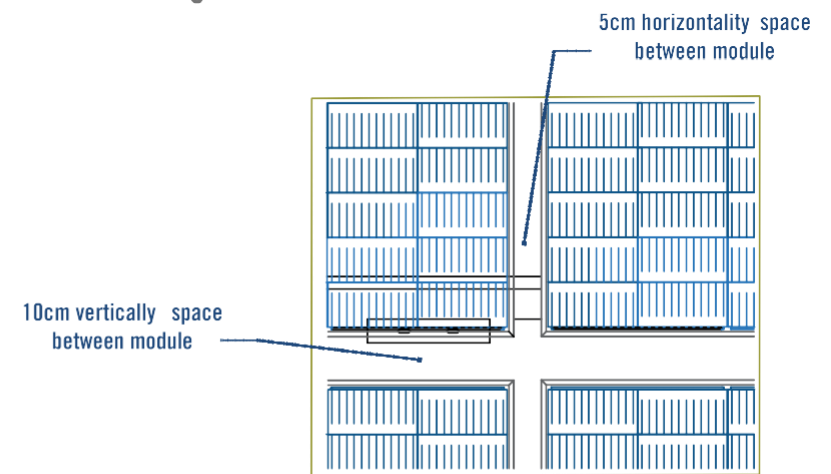 5cm horizontality space
between module
10cm vertically space
between module